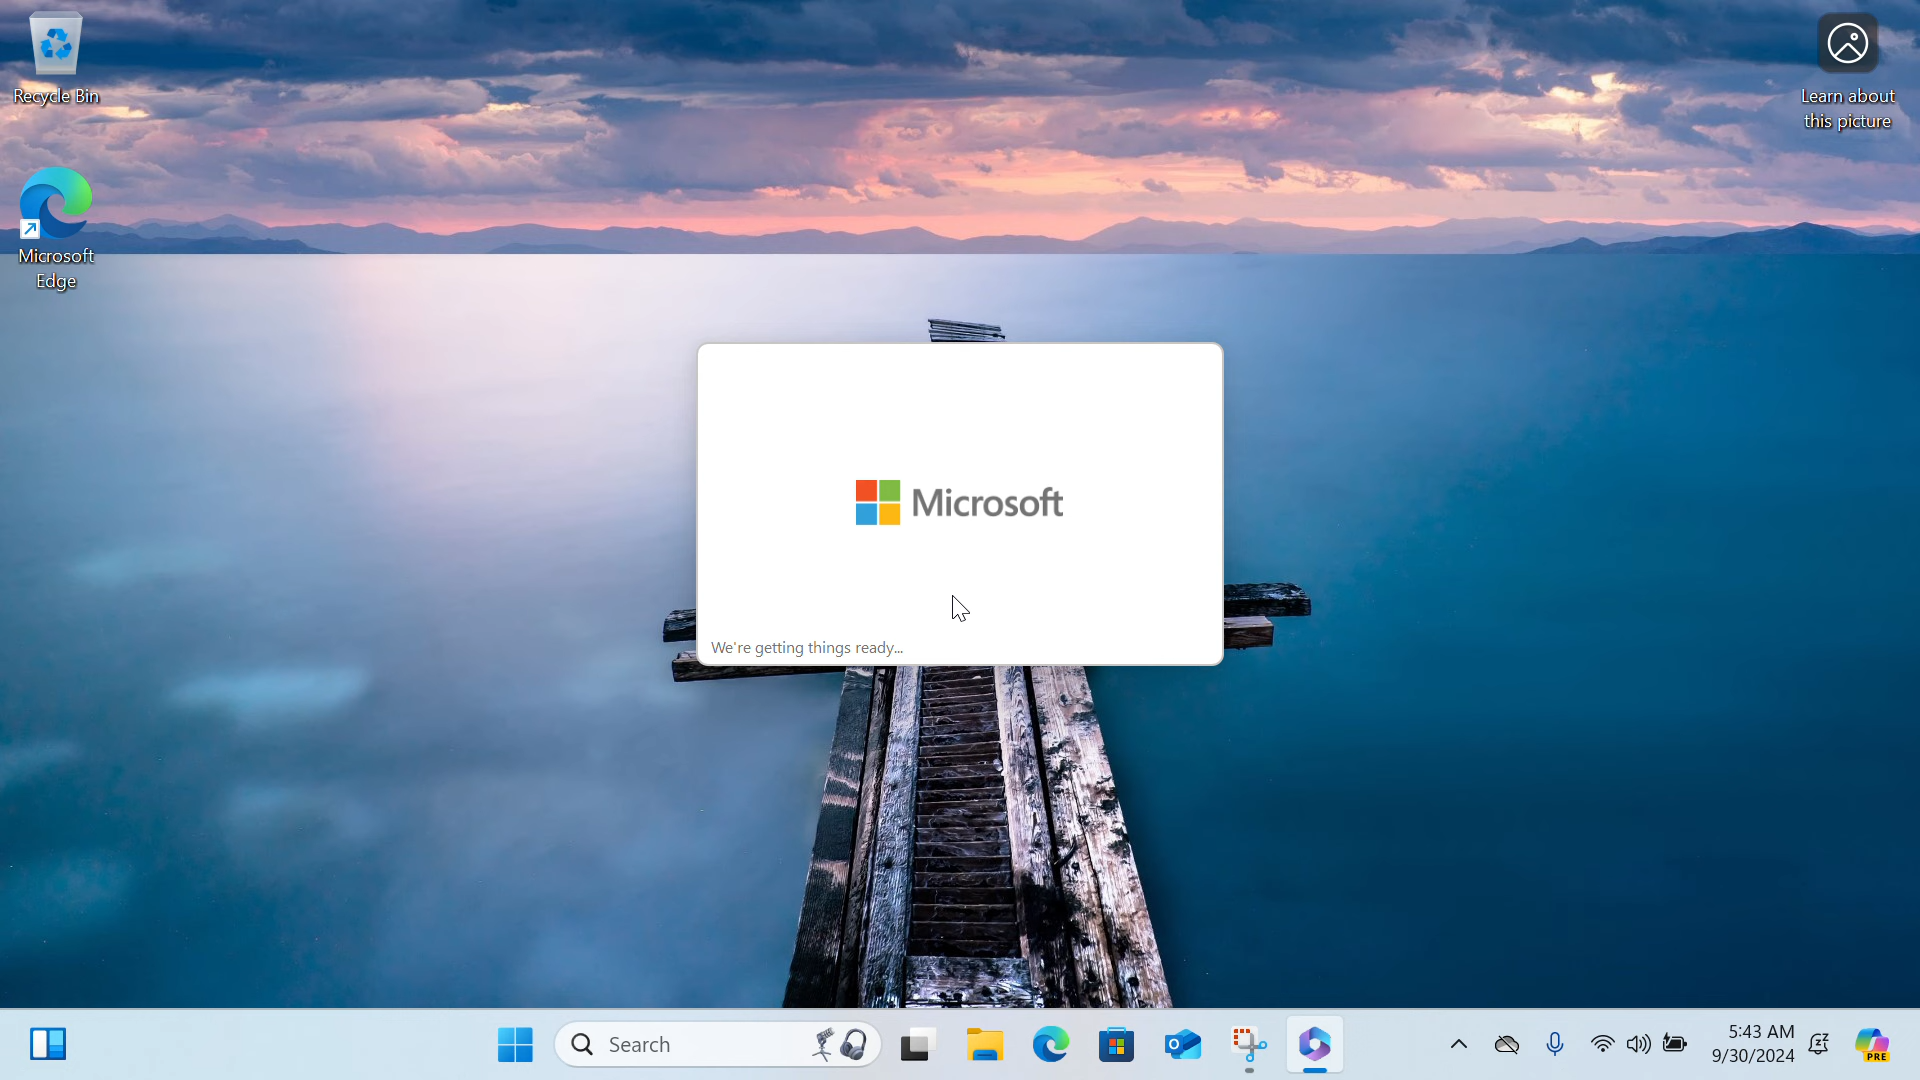 Recycle Bin
Learn about
this picture
Microsoft
Edge
Microsoft
We're getting things ready...
Search
5:43 AM
9/30/2024
PRE